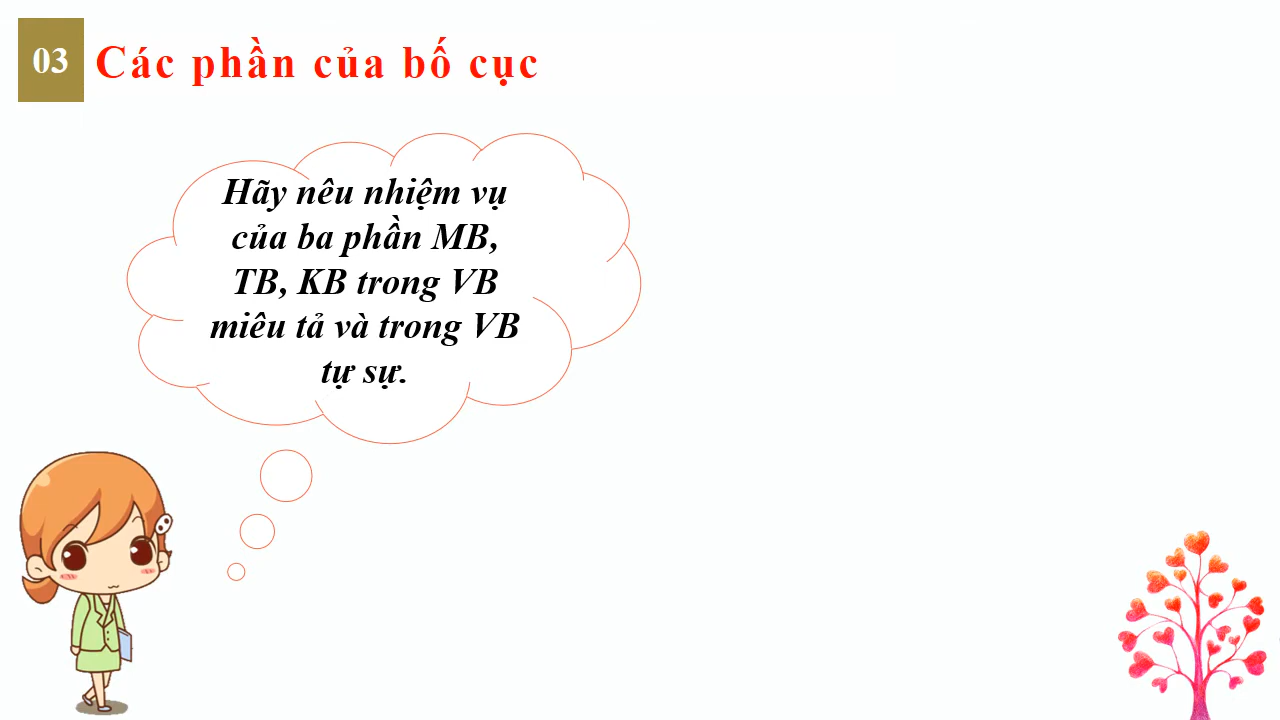 03
Các phần của bố cục
Hãy nêu nhiệm vụ
của ba phần MB,
TB, KB trong VB
miêu tả và trong VB
tự sự.